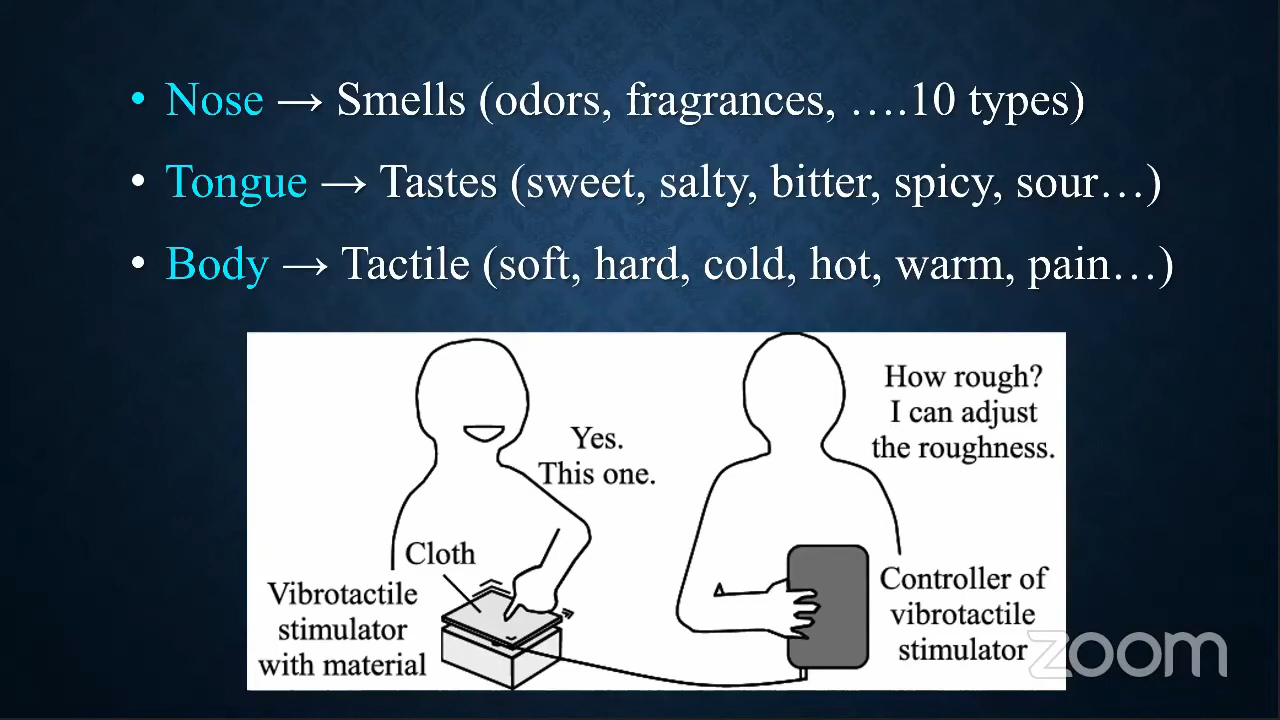 • Nose → Smells (odors, fragrances, ….10 types)
• Tongue → Tastes (sweet, salty, bitter, spicy, sour…)
• Body → Tactile (soft, hard, cold, hot, warm, pain…)
How rough?
I can adjust
the roughness.
Yes.
This one.
Cloth
Vibrotactile
stimulator
with material
Controller of
vibrotactile
stimulator
zoom